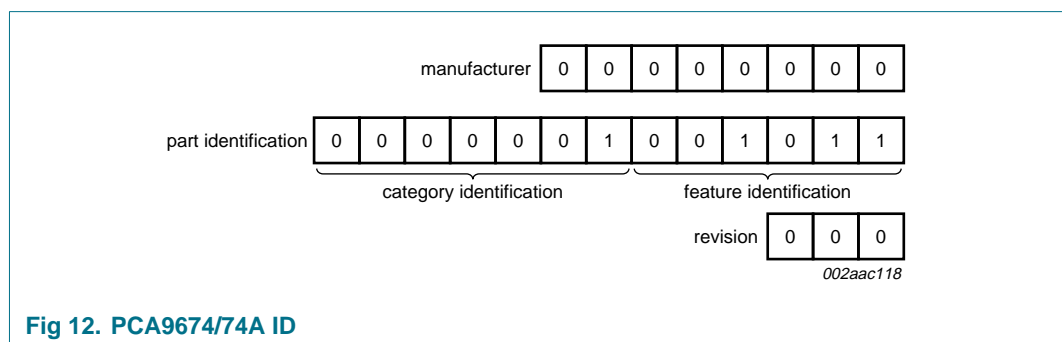 manufacturer 0 0 0 0 0 0 0 0
part identification 0 0 0 0 0 0 1 0 0 1 0 1 1
category identification feature identification
revision 0 0 0
002aac118
Fig 12. PCA9674/74A ID